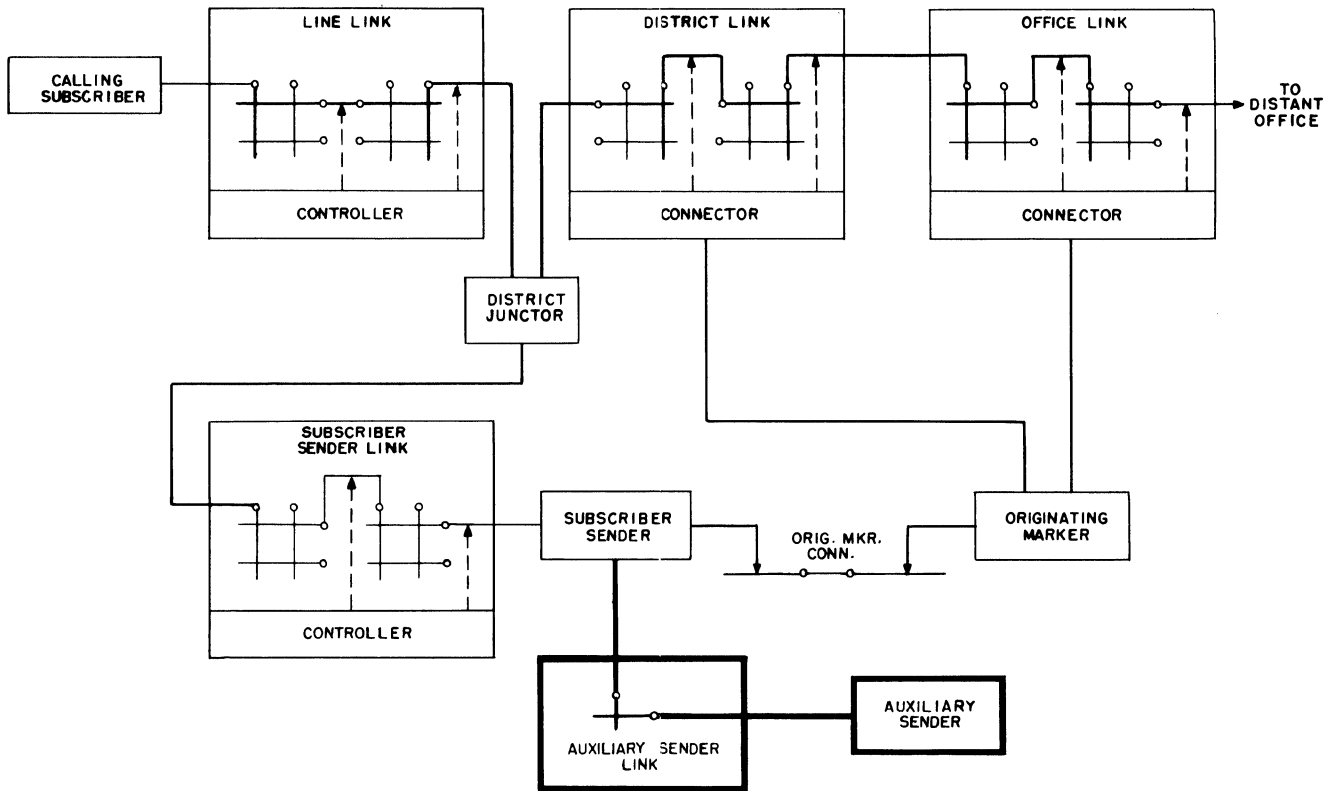 LINE LINK
DISTRICT LINK
OFFICE LINK
CALLING
SUBSCRIBER
TO
DISTANT
OFFICE
CONTROLLER
CONNECTOR
CONNECTOR
DISTRICT
JUNCTOR
SUBSCRIBER
SENDER LINK
SUBSCRIBER
SENDER
ORIG. MKR.
CONN.
ORIGINATING
MARKER
CONTROLLER
AUXILIARY SENDER
LINK
AUXILIARY
SENDER